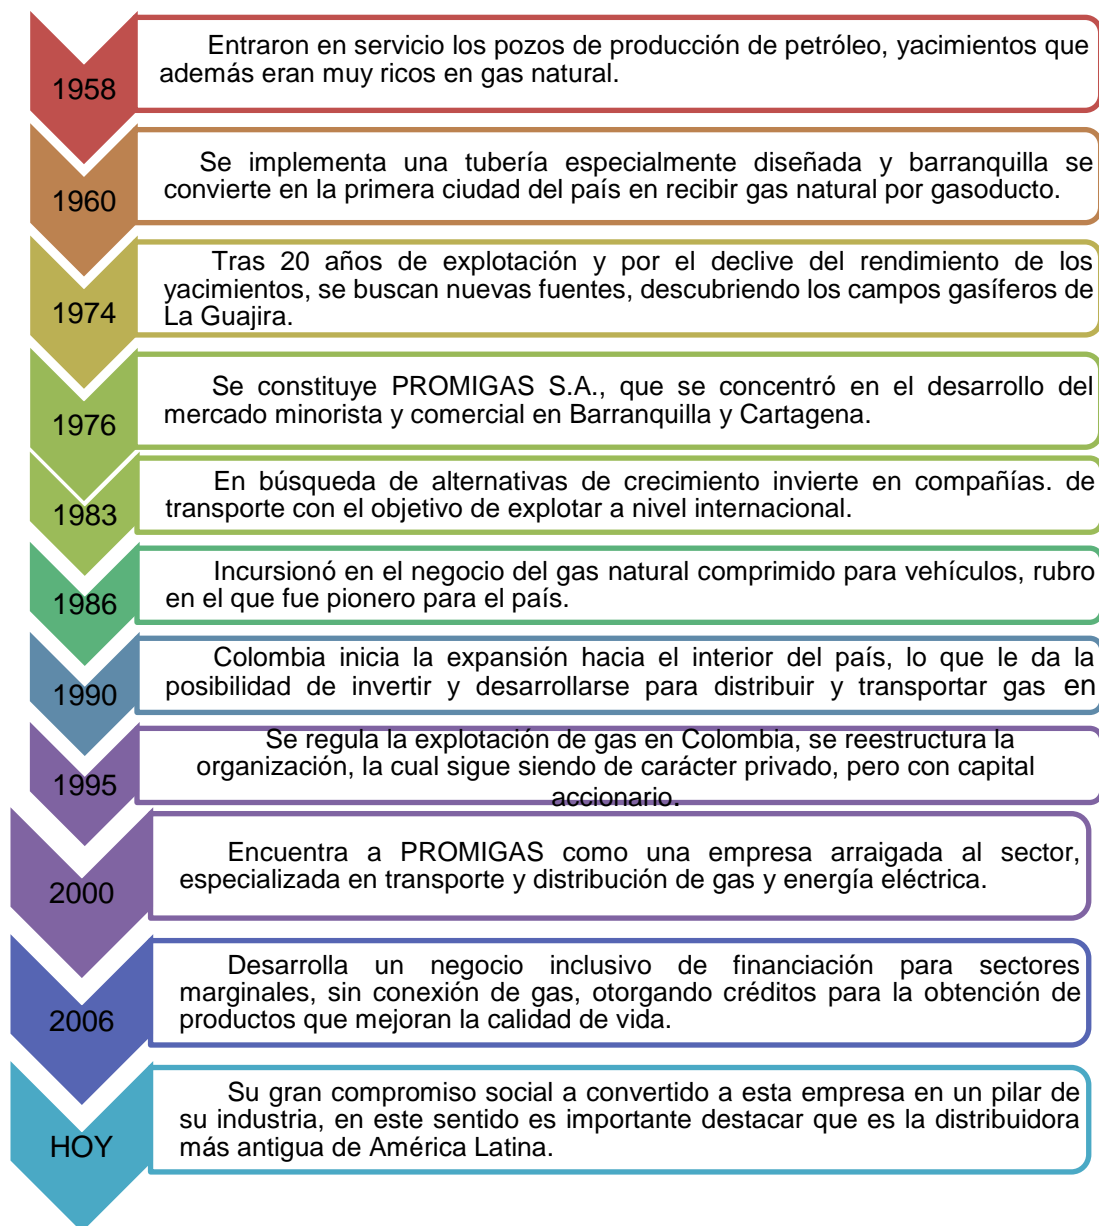 1958
Entraron en servicio los pozos de producción de petróleo, yacimientos que
además eran muy ricos en gas natural.
1960
Se implementa una tubería especialmente diseñada y barranquilla se
convierte en la primera ciudad del país en recibir gas natural por gasoducto.
1974
Tras 20 años de explotación y por el declive del rendimiento de los
yacimientos, se buscan nuevas fuentes, descubriendo los campos gasíferos de
La Guajira.
1976
Se constituye PROMIGAS S.A., que se concentró en el desarrollo del
mercado minorista y comercial en Barranquilla y Cartagena.
1983
En búsqueda de alternativas de crecimiento invierte en compañías. de
transporte con el objetivo de explotar a nivel internacional.
1986
Incursionó en el negocio del gas natural comprimido para vehículos, rubro
en el que fue pionero para el país.
1990
Colombia inicia la expansión hacia el interior del país, lo que le da la
posibilidad de invertir y desarrollarse para distribuir y transportar gas en
1995
Se regula la explotación de gas en Colombia, se reestructura la
organización, la cual sigue siendo de carácter privado, pero con capital
accionario.
2000
Encuentra a PROMIGAS como una empresa arraigada al sector,
especializada en transporte y distribución de gas y energía eléctrica.
2006
Desarrolla un negocio inclusivo de financiación para sectores
marginales, sin conexión de gas, otorgando créditos para la obtención de
productos que mejoran la calidad de vida.
HOY
Su gran compromiso social a convertido a esta empresa en un pilar de
su industria, en este sentido es importante destacar que es la distribuidora
más antigua de América Latina.